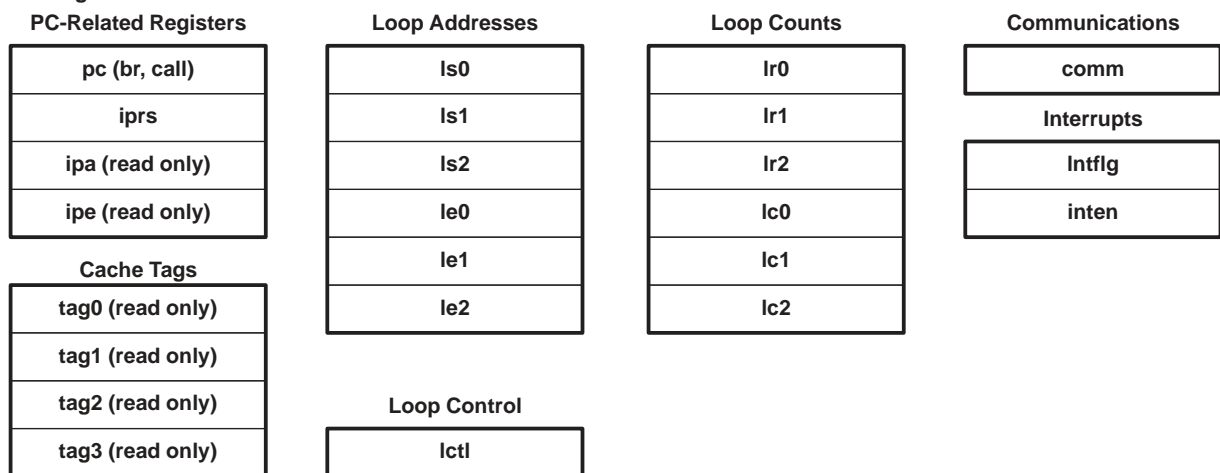 PC-Related Registers
pc (br, call)
iprs
ipa (read only)
ipe (read only)
Cache Tags
tag0 (read only)
tag1 (read only)
tag2 (read only)
tag3 (read only)
Loop Addresses
ls0
ls1
ls2
le0
le1
le2
Loop Control
lctl
Loop Counts
lr0
lr1
lr2
lc0
lc1
lc2
Communications
comm
Interrupts
Intflg
inten